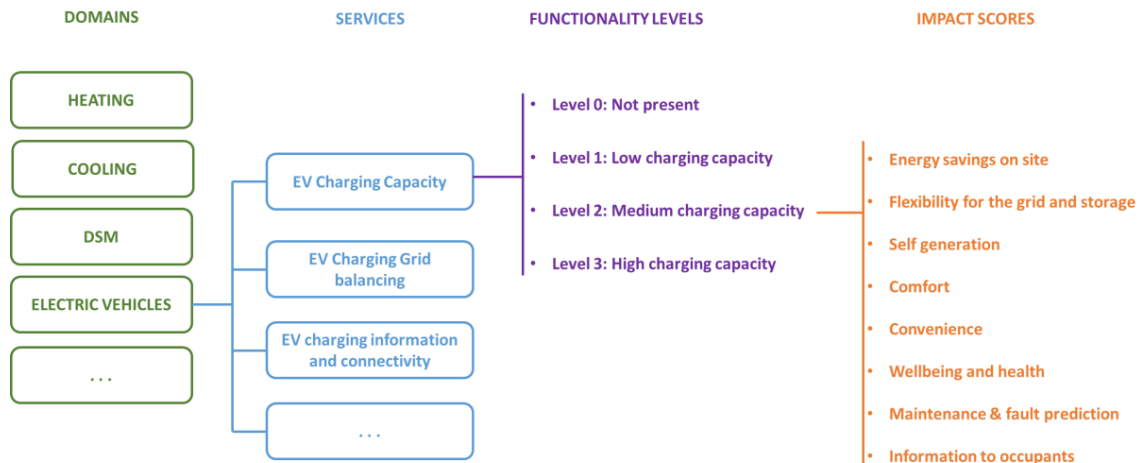 DOMAINS
SERVICES
FUNCTIONALITY LEVELS
IMPACT SCORES
HEATING
COOLING
DSM
ELECTRIC VEHICLES
...
EV Charging Capacity
EV Charging Grid
balancing
EV charging information
and connectivity
...
• Level 0: Not present
• Level 1: Low charging capacity
• Level 2: Medium charging capacity
• Level 3: High charging capacity
• Energy savings on site
• Flexibility for the grid and storage
• Self generation
• Comfort
• Convenience
• Wellbeing and health
• Maintenance & fault prediction
• Information to occupants